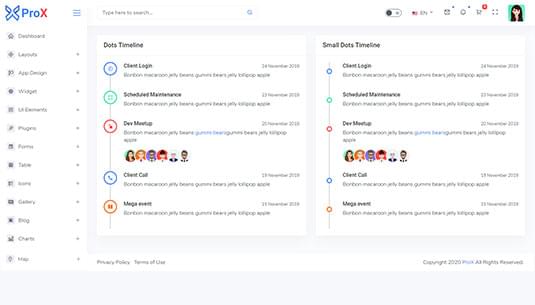 ProX
Type here to search...
EN
Dashboard
Layouts
App Design
Widget
UI Elements
Plugins
Forms
Table
Icons
Gallery
Blog
Charts
Map
Dots Timeline
Client Login 24 November 2019
Bonbon macaroon jelly beans gummi bears jelly lollipop apple
Scheduled Maintenance 23 November 2019
Bonbon macaroon jelly beans gummi bears jelly lollipop apple
Dev Meetup 20 November 2019
Bonbon macaroon jelly beans gummi bearsgummi bears jelly lollipop
apple
Client Call 19 November 2019
Bonbon macaroon jelly beans gummi bears jelly lollipop apple
Mega event 15 November 2019
Bonbon macaroon jelly beans gummi bears jelly lollipop apple
Small Dots Timeline
Client Login 24 November 2019
Bonbon macaroon jelly beans gummi bears jelly lollipop apple
Scheduled Maintenance 23 November 2019
Bonbon macaroon jelly beans gummi bears jelly lollipop apple
Dev Meetup 20 November 2019
Bonbon macaroon jelly beans gummi bearsgummi bears jelly lollipop
apple
Client Call 19 November 2019
Bonbon macaroon jelly beans gummi bears jelly lollipop apple
Mega event 15 November 2019
Bonbon macaroon jelly beans gummi bears jelly lollipop apple
Privacy Policy Terms of Use
Copyright 2020 ProX All Rights Reserved.